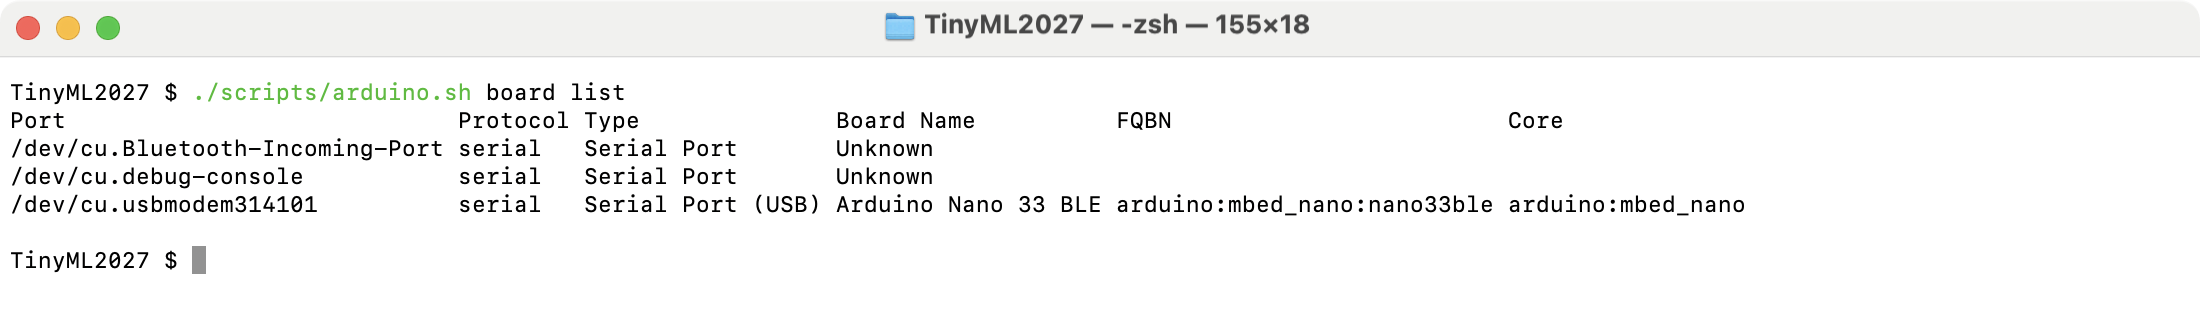 TinyML2027 — -zsh — 155×18
TinyML2027 $ ./scripts/arduino.sh board list
Port                            Protocol Type              Board Name          FQBN                        Core
/dev/cu.Bluetooth-Incoming-Port serial   Serial Port       Unknown
/dev/cu.debug-console           serial   Serial Port       Unknown
/dev/cu.usbmodem314101          serial   Serial Port (USB) Arduino Nano 33 BLE arduino:mbed_nano:nano33ble arduino:mbed_nano
TinyML2027 $